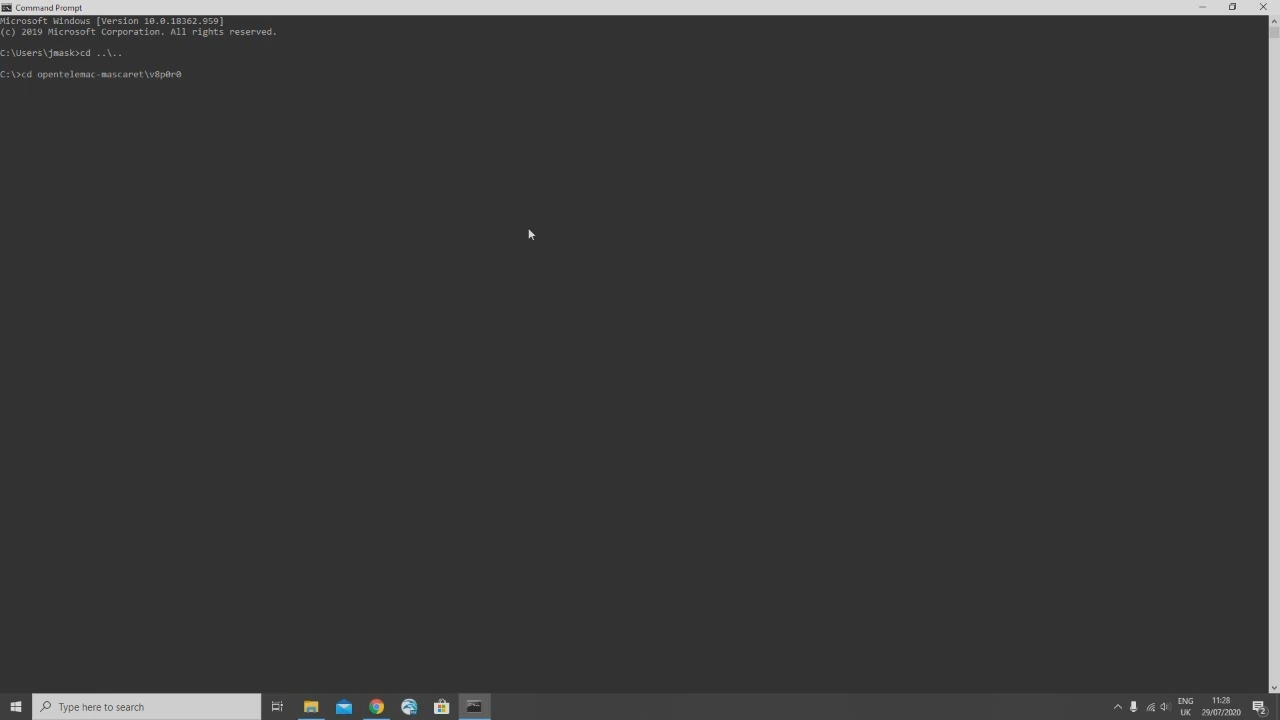 Command Prompt
Microsoft Windows [Version 10.0.18362.959]
(c) 2019 Microsoft Corporation. All rights reserved.
C:\Users\jmask>cd ..\..
C:\>cd opentelemac-mascaret\v8p0r0
Type here to search
ENG
UK
11:28
29/07/2020
2